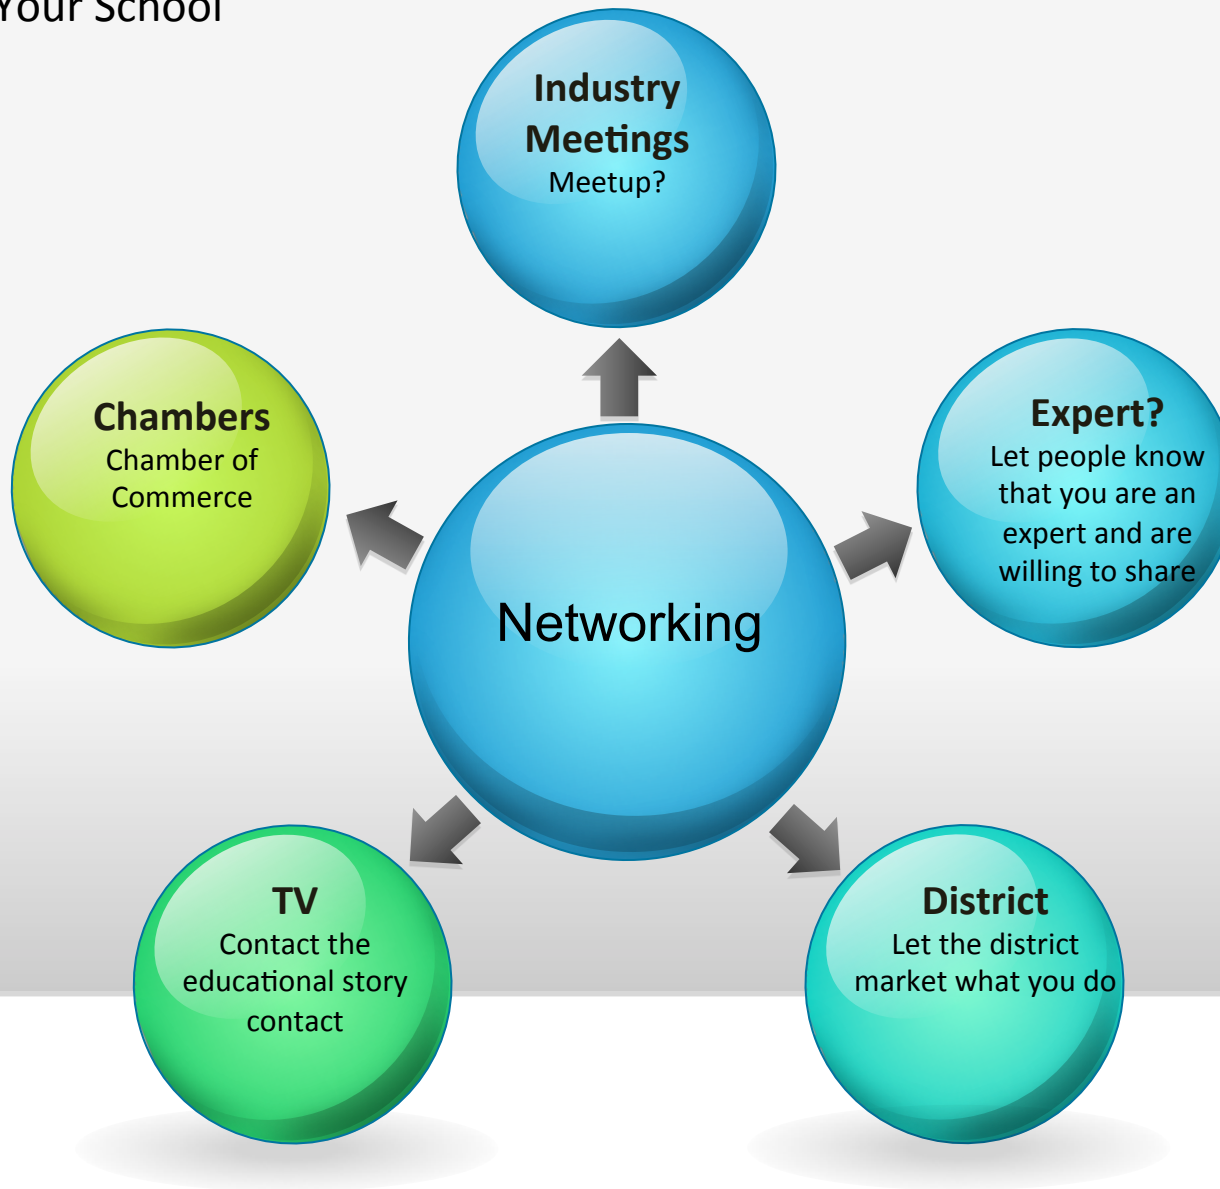 Your School
Industry
Meetings
Meetup?
Chambers
Chamber of
Commerce
Expert?
Let people know
that you are an
expert and are
willing to share
Networking
TV
Contact the
educational story
contact
District
Let the district
market what you do